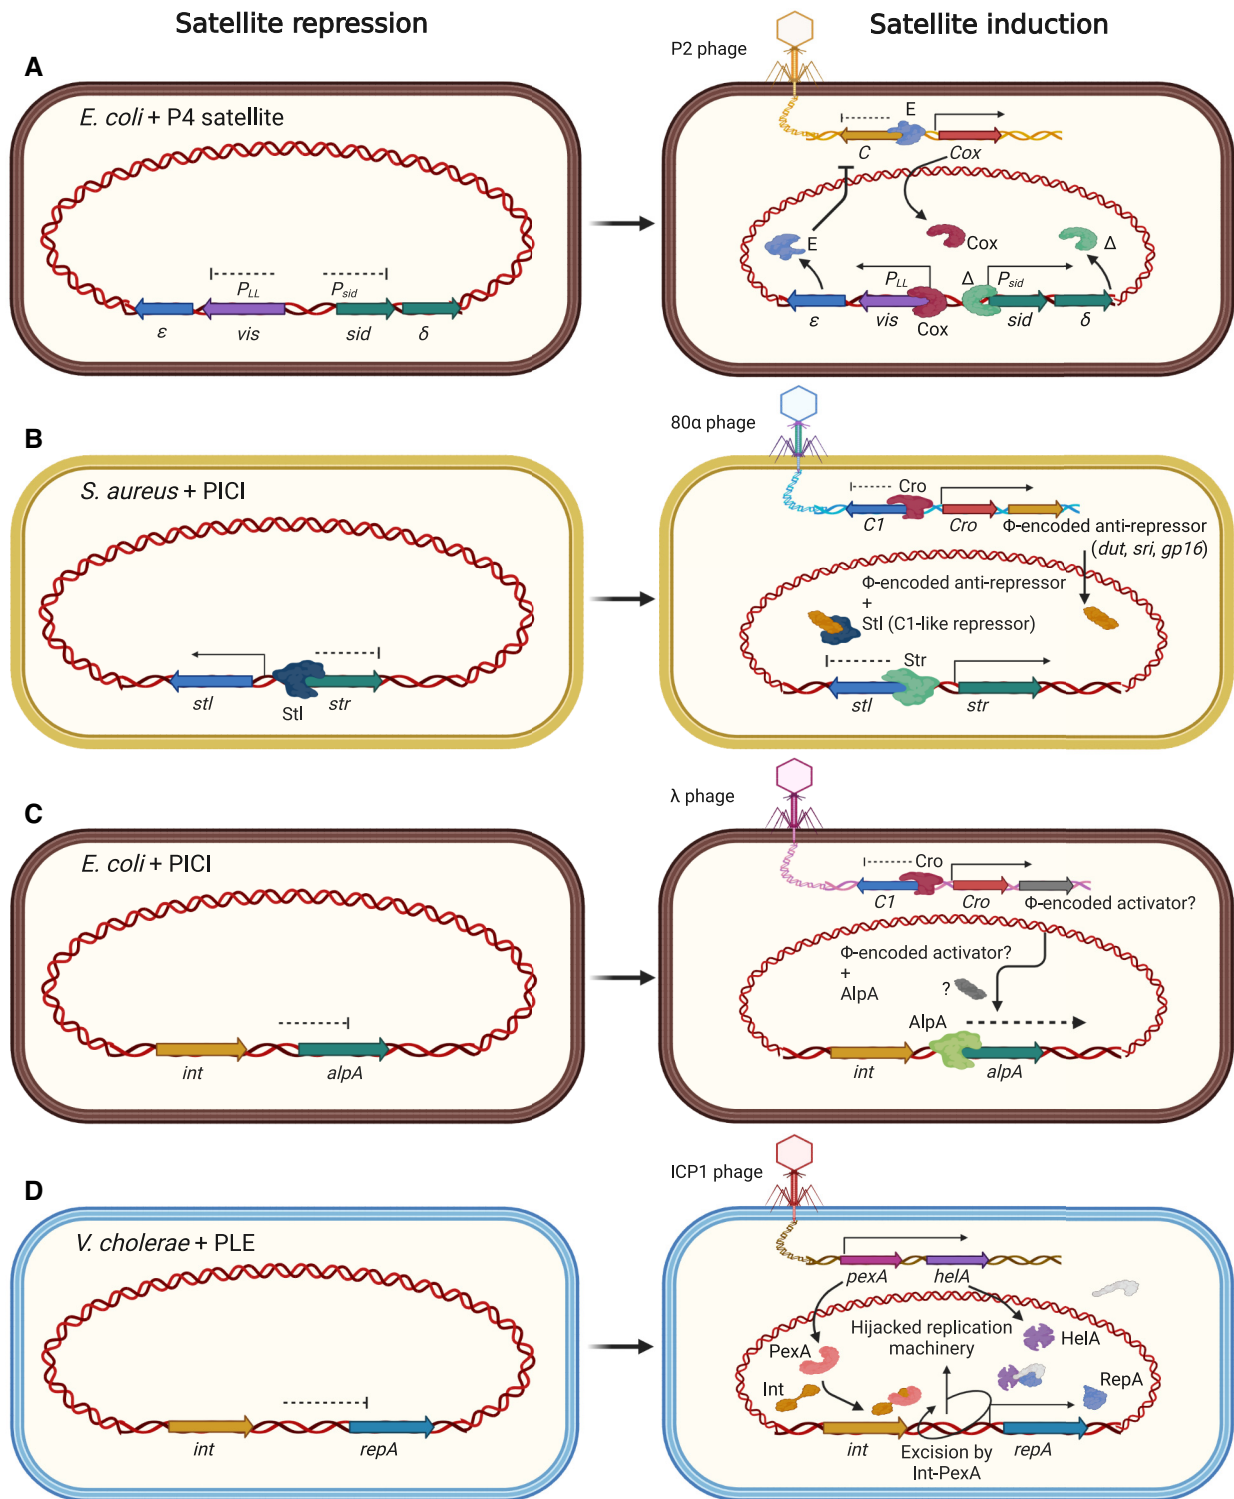 Satellite repression
Satellite induction
A
E. coli + P4 satellite
P_LL
P_sid
ε
vis
sid
δ
P2 phage
E
C
Cox
E
Cox
Δ
P_LL
Δ
P_sid
ε
vis
Cox
sid
δ
B
S. aureus + PICI
stl
Stl
str
80α phage
Cro
C1
Cro
Φ-encoded anti-repressor
(dut, sri, gp16)
Φ-encoded anti-repressor
+
Stl (C1-like repressor)
Str
stl
str
C
E. coli + PICI
int
alpA
λ phage
Cro
C1
Cro
Φ-encoded activator?
Φ-encoded activator?
+
AlpA
?
AlpA
int
alpA
D
V. cholerae + PLE
int
repA
ICP1 phage
pexA
helA
Hijacked replication
machinery
HelA
PexA
Int
RepA
int
Excision by
Int-PexA
repA